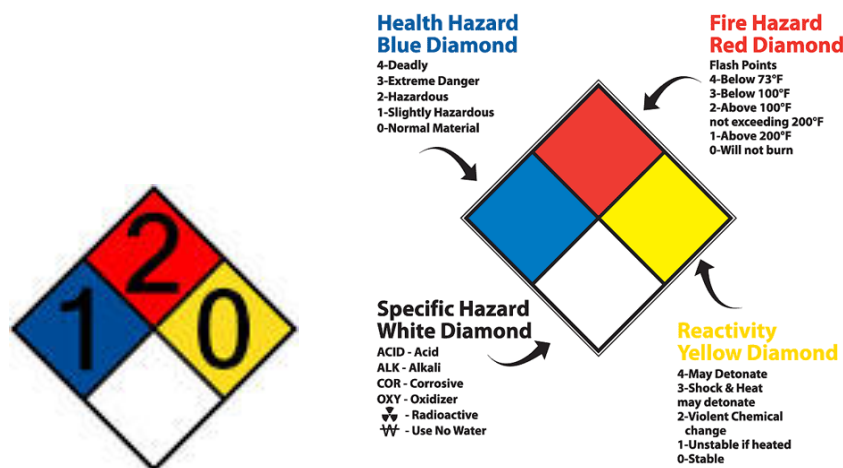 2
1
0
Health Hazard
Blue Diamond
4-Deadly
3-Extreme Danger
2-Hazardous
1-Slightly Hazardous
0-Normal Material
Fire Hazard
Red Diamond
Flash Points
4-Below 73°F
3-Below 100°F
2-Above 100°F
not exceeding 200°F
1-Above 200°F
0-Will not burn
Specific Hazard
White Diamond
ACID - Acid
ALK - Alkali
COR - Corrosive
OXY - Oxidizer
- Radioactive
W - Use No Water
Reactivity
Yellow Diamond
4-May Detonate
3-Shock & Heat
may detonate
2-Violent Chemical
change
1-Unstable if heated
0-Stable